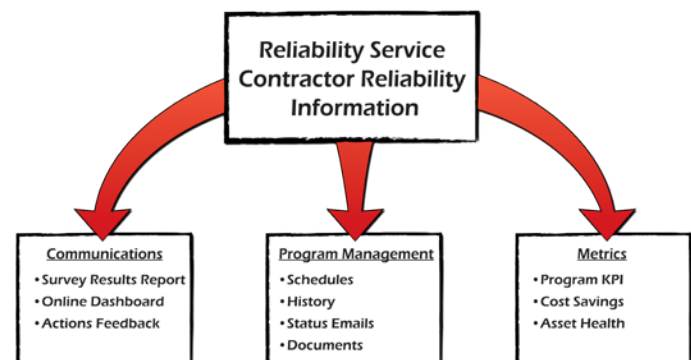 Reliability Service
Contractor Reliability
Information
Communications
• Survey Results Report
• Online Dashboard
• Actions Feedback
Program Management
• Schedules
• History
• Status Emails
• Documents
Metrics
• Program KPI
• Cost Savings
• Asset Health